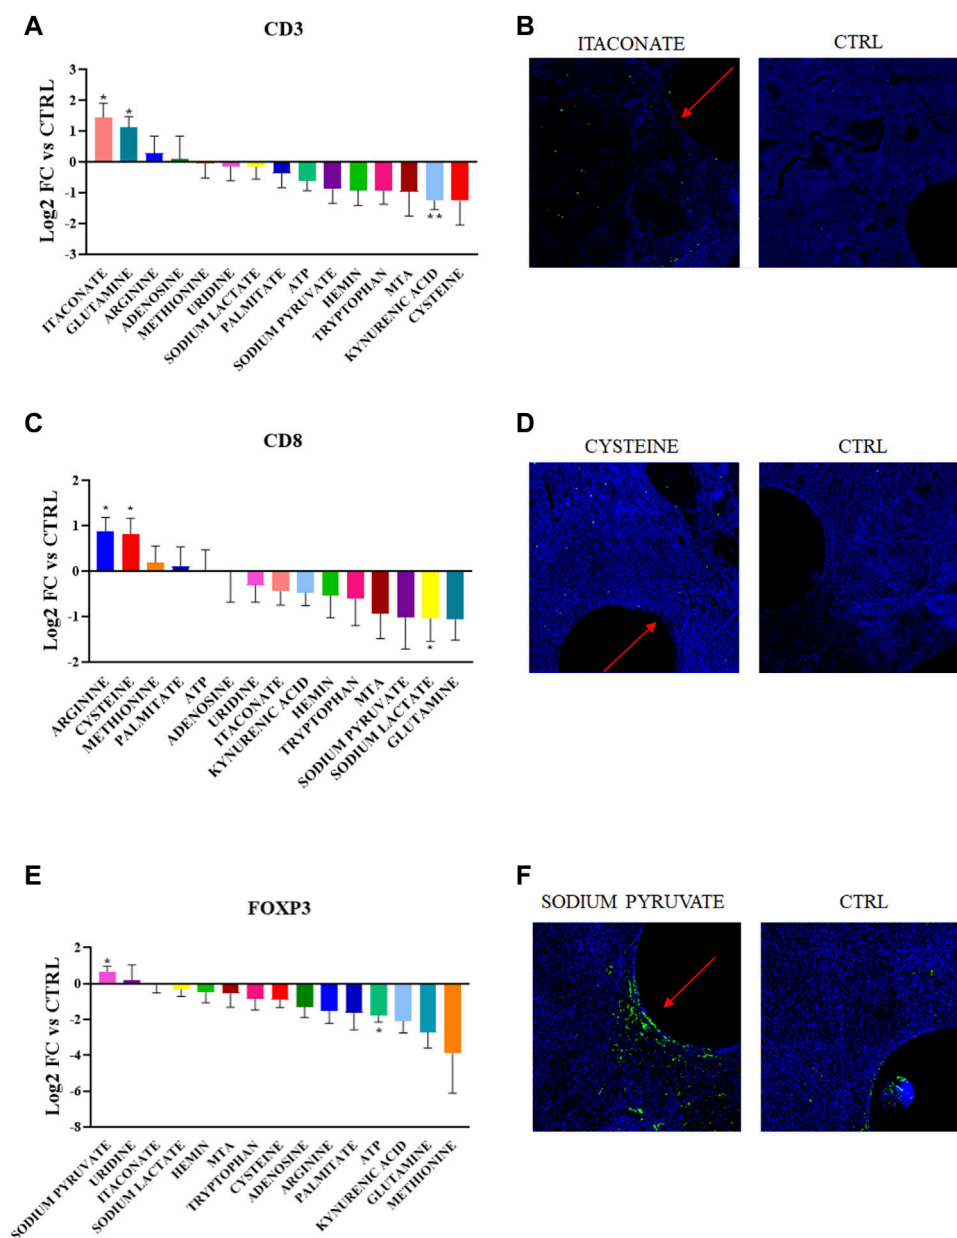 A
CD3
Log2 FC vs CTRL
3
2
1
0
-1
-2
-3
*
*
**
ITACONATE
GLUTAMINE
ARGININE
ADENOSINE
METHIONINE
URIDINE
SODIUM LACTATE
PALMITATE
ATP
SODIUM PYRUVATE
HEMIN
TRYPTOPHAN
MTA
KYNURENIC ACID
CYSTEINE
B
ITACONATE
CTRL
C
CD8
Log2 FC vs CTRL
2
1
0
-1
-2
*
*
*
ARGININE
CYSTEINE
METHIONINE
PALMITATE
ATP
ADENOSINE
URIDINE
ITACONATE
KYNURENIC ACID
HEMIN
TRYPTOPHAN
MTA
SODIUM PYRUVATE
SODIUM LACTATE
GLUTAMINE
D
CYSTEINE
CTRL
E
FOXP3
Log2 FC vs CTRL
2
0
-2
-4
-6
-8
*
*
SODIUM PYRUVATE
URIDINE
ITACONATE
SODIUM LACTATE
HEMIN
MTA
TRYPTOPHAN
CYSTEINE
ADENOSINE
ARGININE
PALMITATE
ATP
KYNURENIC ACID
GLUTAMINE
METHIONINE
F
SODIUM PYRUVATE
CTRL